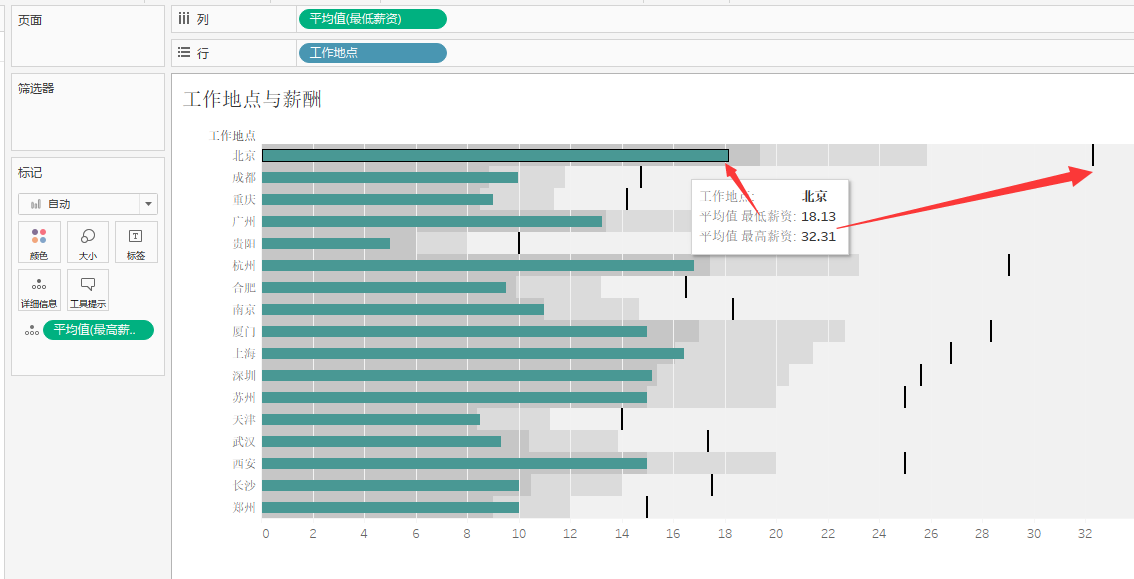 页面
列
平均值(最低薪资)
行
工作地点
筛选器
标记
自动
颜色
大小
标签
详细信息
工具提示
平均值(最高薪..
工作地点与薪酬
工作地点
北京
成都
重庆
广州
贵阳
杭州
合肥
南京
厦门
上海
深圳
苏州
天津
武汉
西安
长沙
郑州
工作地点: 北京
平均值 最低薪资: 18.13
平均值 最高薪资: 32.31
0 2 4 6 8 10 12 14 16 18 20 22 24 26 28 30 32